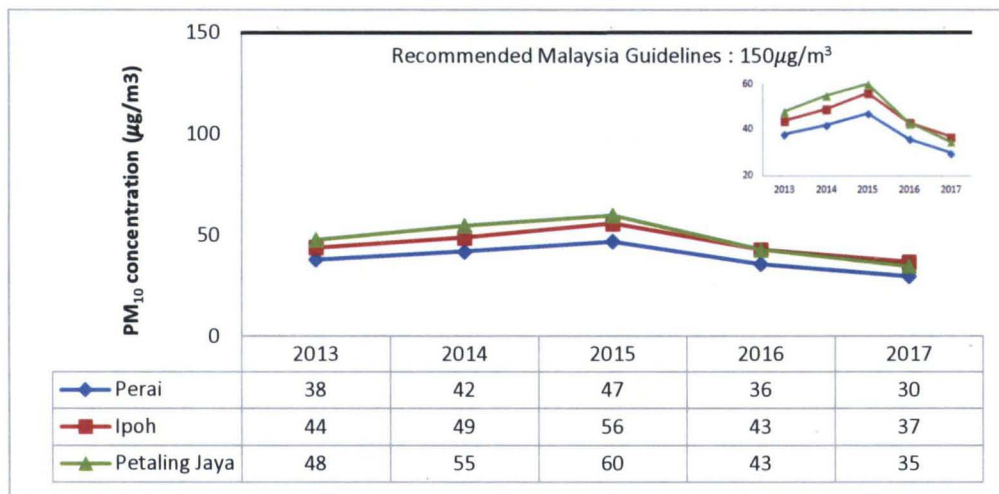 150
Recommended Malaysia Guidelines : 150µg/m³
60
40
20
2013 2014 2015 2016 2017
100
50
0
PM₁₀ concentration (µg/m3)
2013 2014 2015 2016 2017
Perai 38 42 47 36 30
Ipoh 44 49 56 43 37
Petaling Jaya 48 55 60 43 35